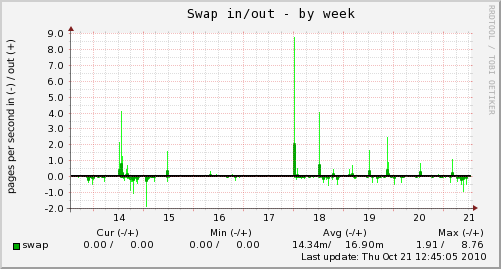 Swap in/out - by week
RRDTOOL / TOBI OETIKER
pages per second in (-) / out (+)
9.0
8.0
7.0
6.0
5.0
4.0
3.0
2.0
1.0
0.0
-1.0
-2.0
14 15 16 17 18 19 20 21
Cur (-/+) Min (-/+) Avg (-/+) Max (-/+)
swap 0.00 / 0.00 0.00 / 0.00 14.34m/ 16.90m 1.91 / 8.76
Last update: Thu Oct 21 12:45:05 2010